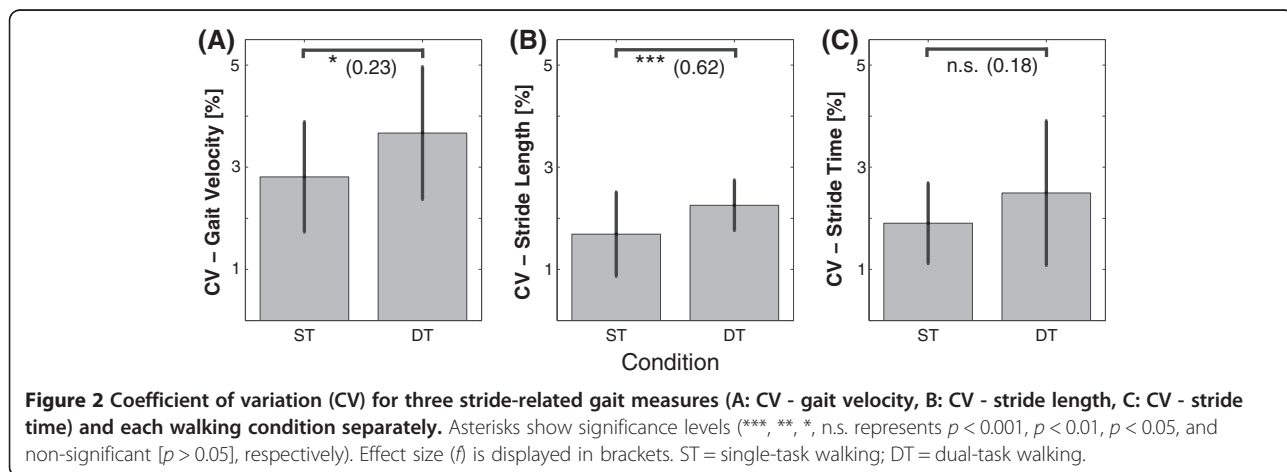 (A) (B) (C)
* (0.23) *** (0.62) n.s. (0.18)
CV – Gait Velocity [%]
5
3
1
ST DT
CV – Stride Length [%]
5
3
1
ST DT
CV – Stride Time [%]
5
3
1
ST DT
Condition
Figure 2 Coefficient of variation (CV) for three stride-related gait measures (A: CV - gait velocity, B: CV - stride length, C: CV - stride
time) and each walking condition separately. Asterisks show significance levels (***, **, *, n.s. represents p < 0.001, p < 0.01, p < 0.05, and
non-significant [p > 0.05], respectively). Effect size (f) is displayed in brackets. ST = single-task walking; DT = dual-task walking.